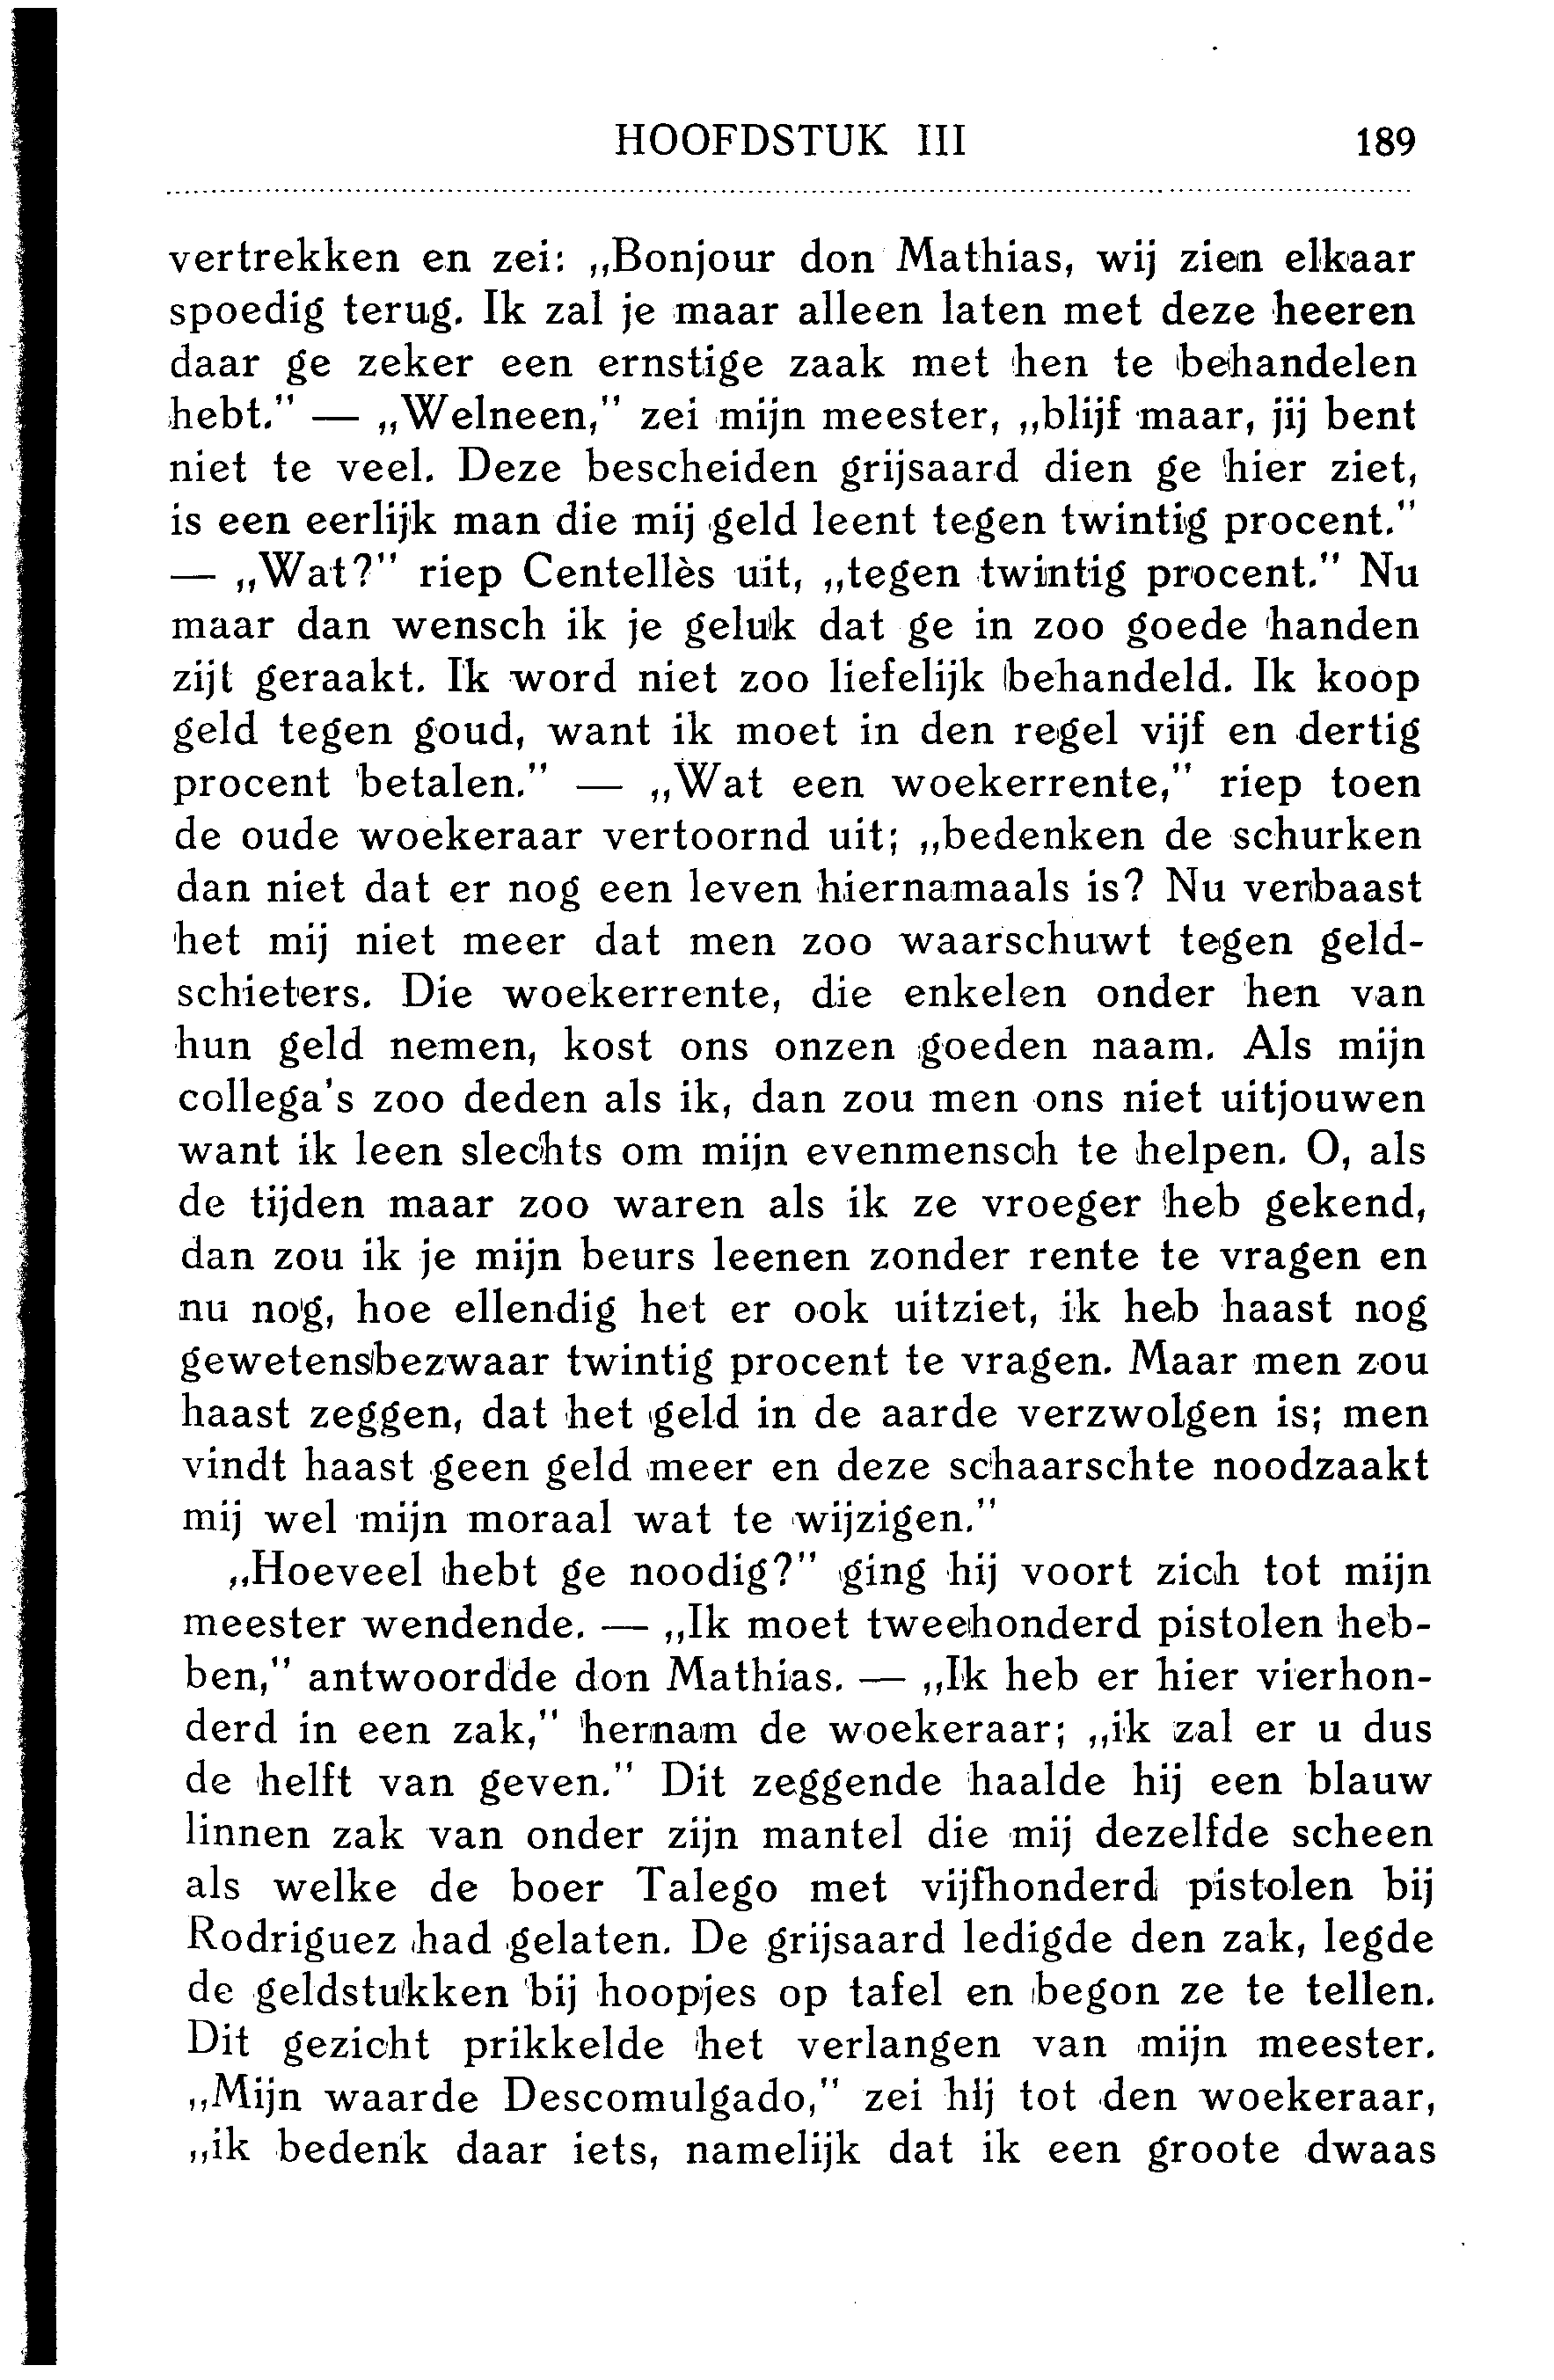 HOOFDSTUK III 189
vertrekken en zei: „Bonjour don Mathias, wij zien elkaar
spoedig terug. Ik zal je maar alleen laten met deze heeren
daar ge zeker een ernstige zaak met hen te behandelen
hebt." — „Welneen," zei mijn meester, „blijf maar, jij bent
niet te veel. Deze bescheiden grijsaard dien ge hier ziet,
is een eerlijk man die mij geld leent tegen twintig procent."
— „Wat?" riep Centellès uit, „tegen twintig procent." Nu
maar dan wensch ik je geluk dat ge in zoo goede handen
zijt geraakt. Ik word niet zoo liefelijk behandeld. Ik koop
geld tegen goud, want ik moet in den regel vijf en dertig
procent betalen." — „Wat een woekerrente," riep toen
de oude woekeraar vertoornd uit; „bedenken de schurken
dan niet dat er nog een leven hiernamaals is? Nu verbaast
het mij niet meer dat men zoo waarschuwt tegen geld-
schieters. Die woekerrente, die enkelen onder hen van
hun geld nemen, kost ons onzen goeden naam. Als mijn
collega's zoo deden als ik, dan zou men ons niet uitjouwen
want ik leen slechts om mijn evenmensch te helpen. O, als
de tijden maar zoo waren als ik ze vroeger heb gekend,
dan zou ik je mijn beurs leenen zonder rente te vragen en
nu nog, hoe ellendig het er ook uitziet, ik heb haast nog
gewetensbezwaar twintig procent te vragen. Maar men zou
haast zeggen, dat het geld in de aarde verzwolgen is; men
vindt haast geen geld meer en deze schaarschte noodzaakt
mij wel mijn moraal wat te wijzigen."
„Hoeveel hebt ge noodig?" ging hij voort zich tot mijn
meester wendende. — „Ik moet tweehonderd pistolen heb-
ben," antwoordde don Mathias. — „Ik heb er hier vierhon-
derd in een zak," hernam de woekeraar; „ik zal er u dus
de helft van geven." Dit zeggende haalde hij een blauw
linnen zak van onder zijn mantel die mij dezelfde scheen
als welke de boer Talego met vijfhonderd pistolen bij
Rodriguez had gelaten. De grijsaard ledigde den zak, legde
de geldstukken bij hoopjes op tafel en begon ze te tellen.
Dit gezicht prikkelde het verlangen van mijn meester.
„Mijn waarde Descomulgado," zei hij tot den woekeraar,
„ik bedenk daar iets, namelijk dat ik een groote dwaas